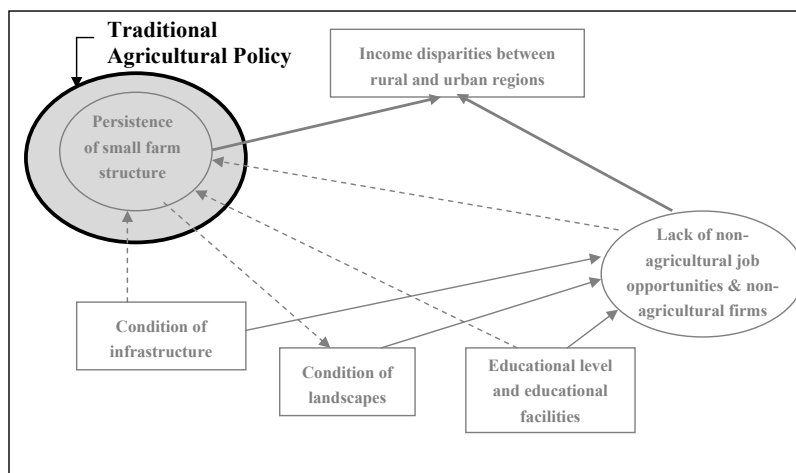 Traditional
Agricultural Policy
Income disparities between
rural and urban regions
Persistence
of small farm
structure
Lack of non-
agricultural job
opportunities & non-
agricultural firms
Condition of
infrastructure
Condition of
landscapes
Educational level
and educational
facilities